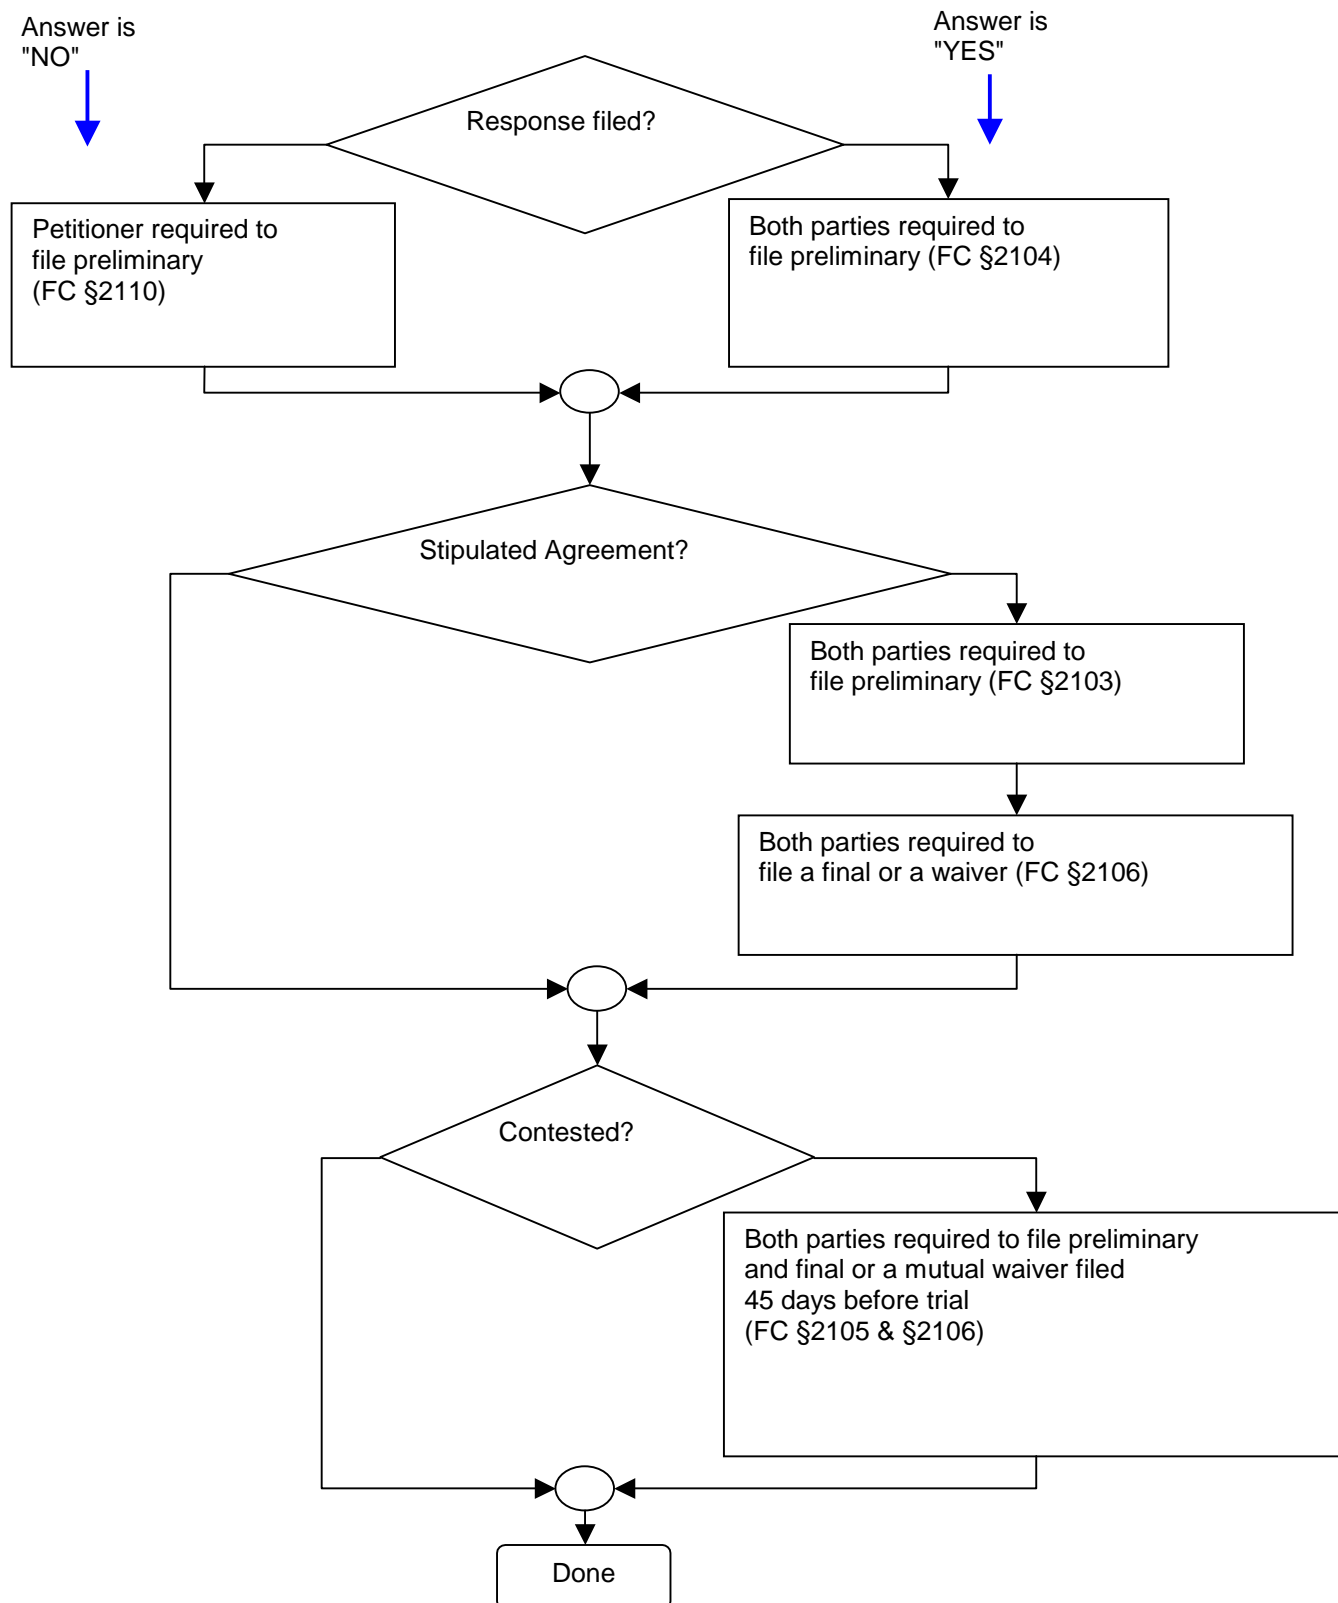 Answer is
"NO"
Answer is
"YES"
Response filed?
Petitioner required to
file preliminary
(FC §2110)
Both parties required to
file preliminary (FC §2104)
Stipulated Agreement?
Both parties required to
file preliminary (FC §2103)
Both parties required to
file a final or a waiver (FC §2106)
Contested?
Both parties required to file preliminary
and final or a mutual waiver filed
45 days before trial
(FC §2105 & §2106)
Done